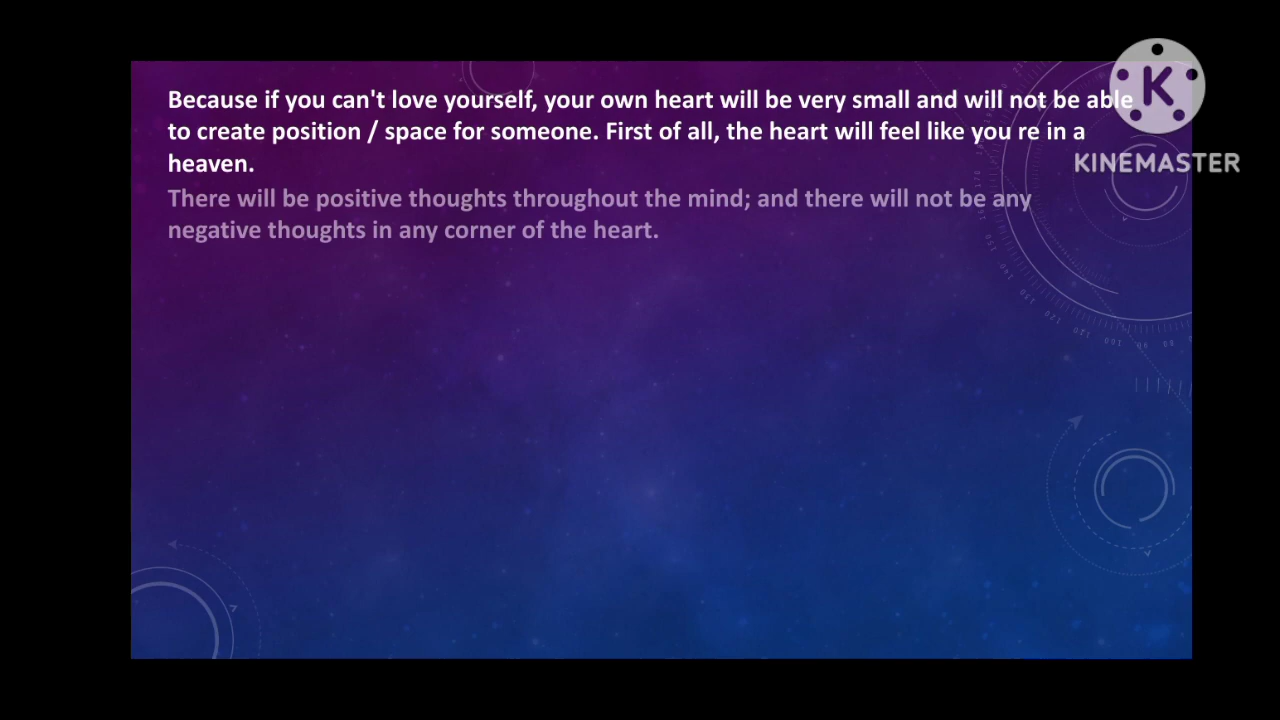 Because if you can't love yourself, your own heart will be very small and will not be able
to create position / space for someone. First of all, the heart will feel like you re in a
heaven.
There will be positive thoughts throughout the mind; and there will not be any
negative thoughts in any corner of the heart.
K
KINEMASTER